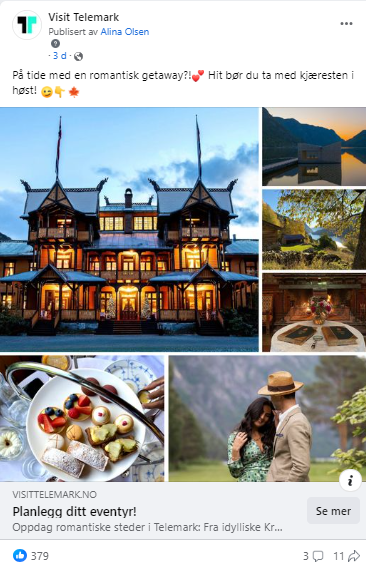 Visit Telemark
Publisert av Alina Olsen
· 3 d ·
På tide med en romantisk getaway?!💕 Hit bør du ta med kjæresten i
høst! 😉👇🍁
VISITTELEMARK.NO
Planlegg ditt eventyr!
Se mer
Oppdag romantiske steder i Telemark: Fra idylliske Kr...
379
3
11